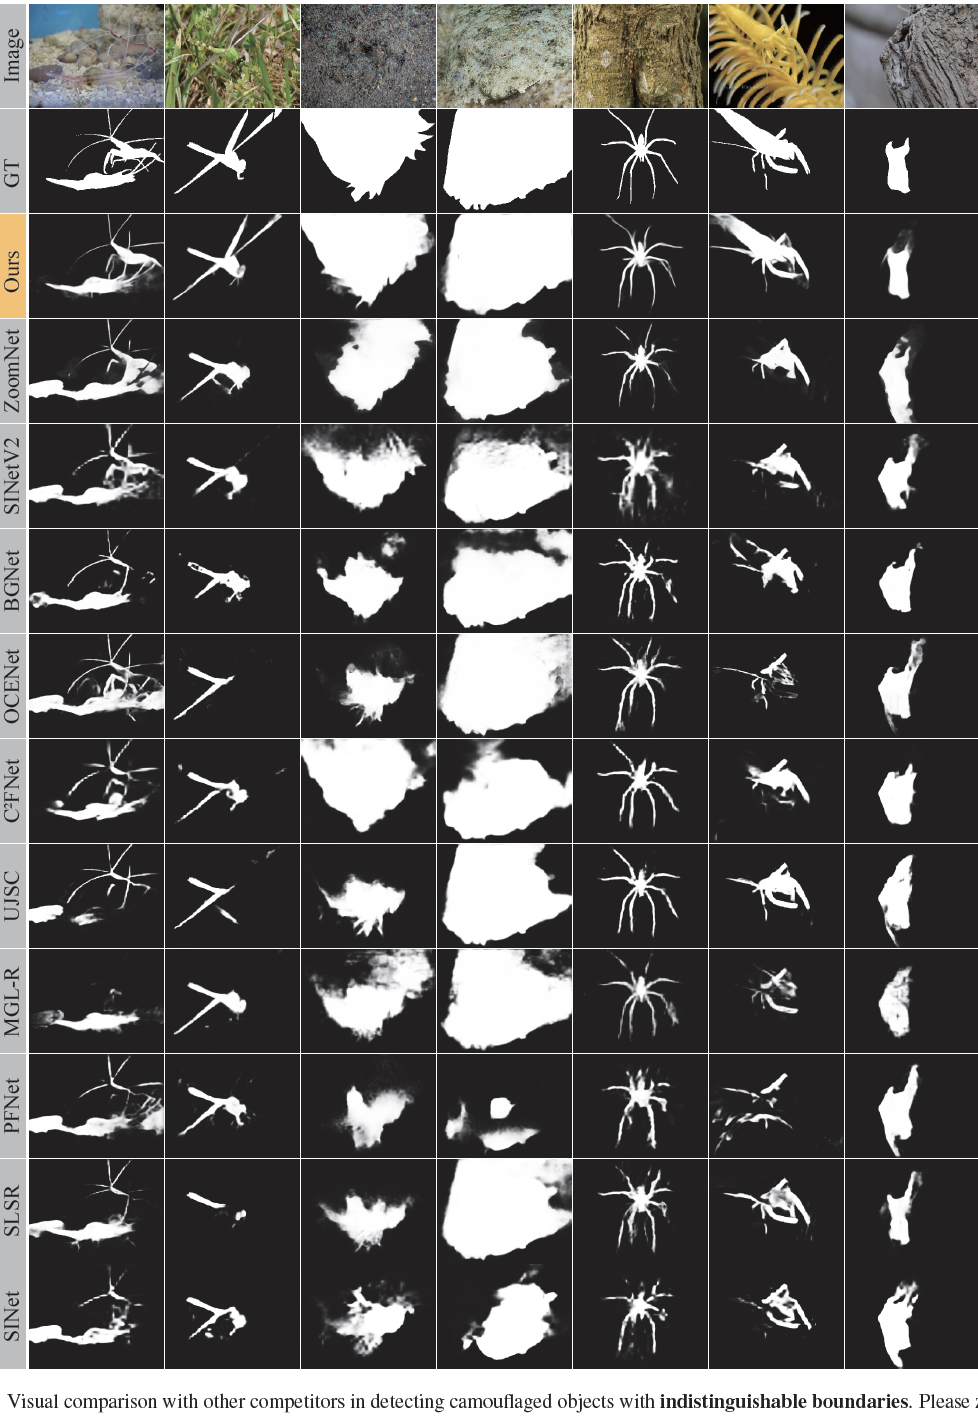 Image
GT
Ours
ZoomNet
SINetV2
BGNet
OCENet
C²FNet
UJSC
MGL-R
PFNet
SLSR
SINet
Visual comparison with other competitors in detecting camouflaged objects with indistinguishable boundaries. Please